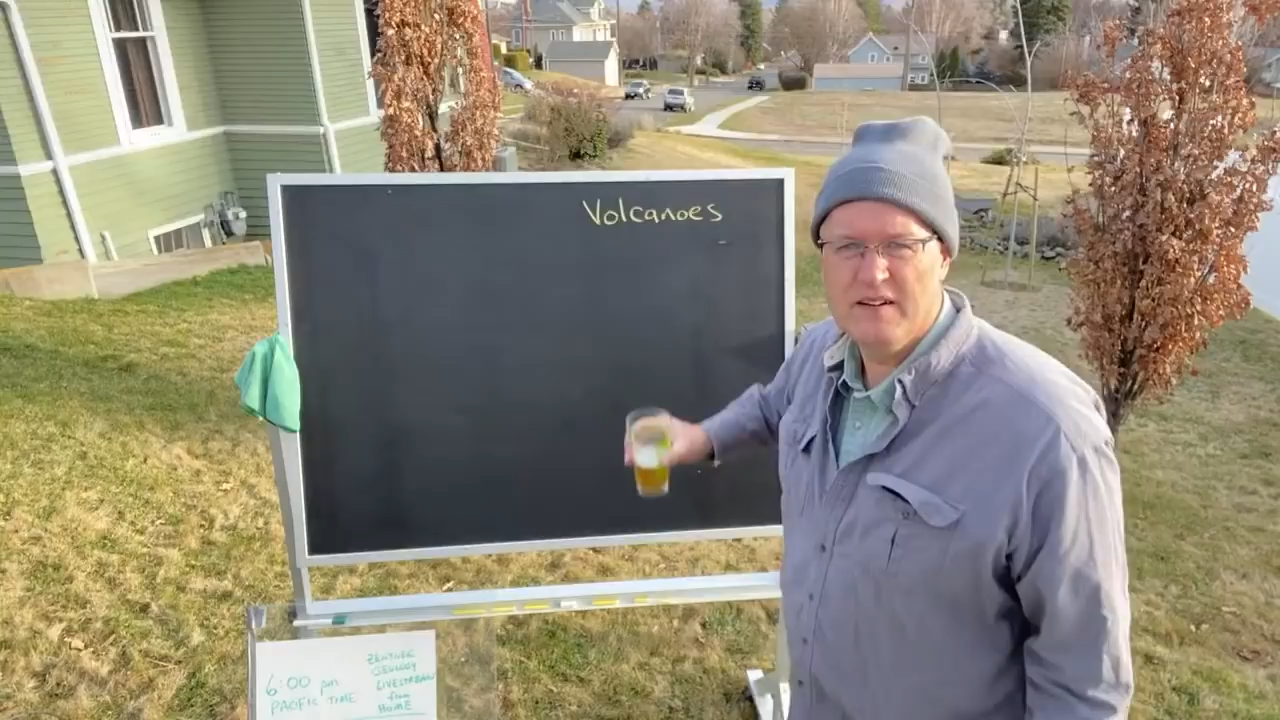 Volcanoes
6:00 pm
PACIFIC TIME
ZENTNER
GEOLOGY
LIVESTREAM
from
HOME